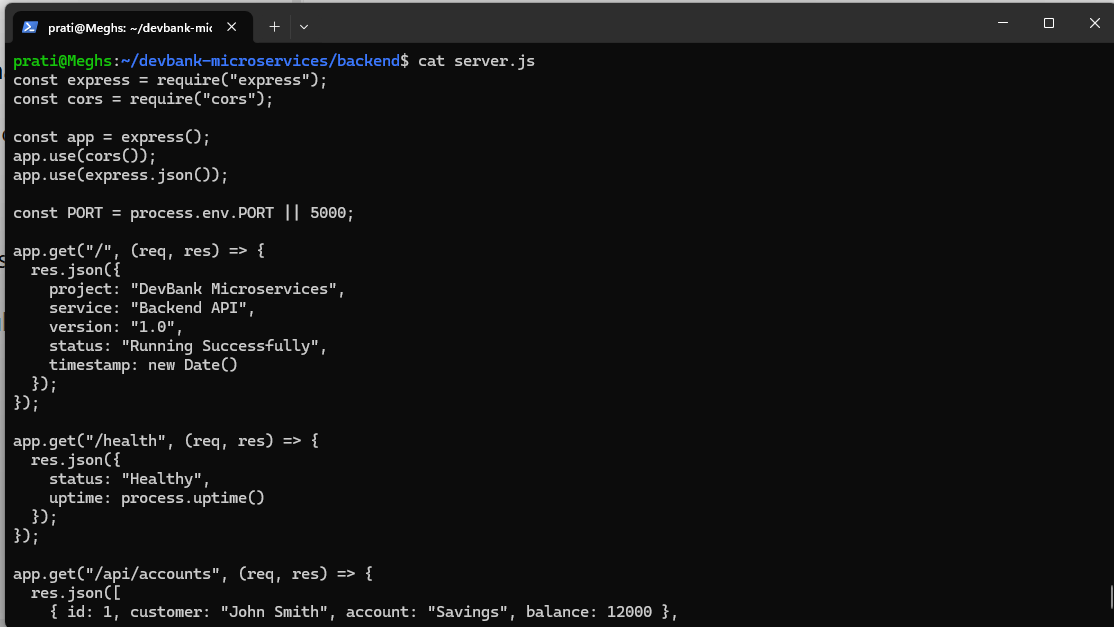 prati@Meghs: ~/devbank-mic
prati@Meghs:~/devbank-microservices/backend$ cat server.js
const express = require("express");
const cors = require("cors");

const app = express();
app.use(cors());
app.use(express.json());

const PORT = process.env.PORT || 5000;

app.get("/", (req, res) => {
  res.json({
    project: "DevBank Microservices",
    service: "Backend API",
    version: "1.0",
    status: "Running Successfully",
    timestamp: new Date()
  });
});

app.get("/health", (req, res) => {
  res.json({
    status: "Healthy",
    uptime: process.uptime()
  });
});

app.get("/api/accounts", (req, res) => {
  res.json([
    { id: 1, customer: "John Smith", account: "Savings", balance: 12000 },